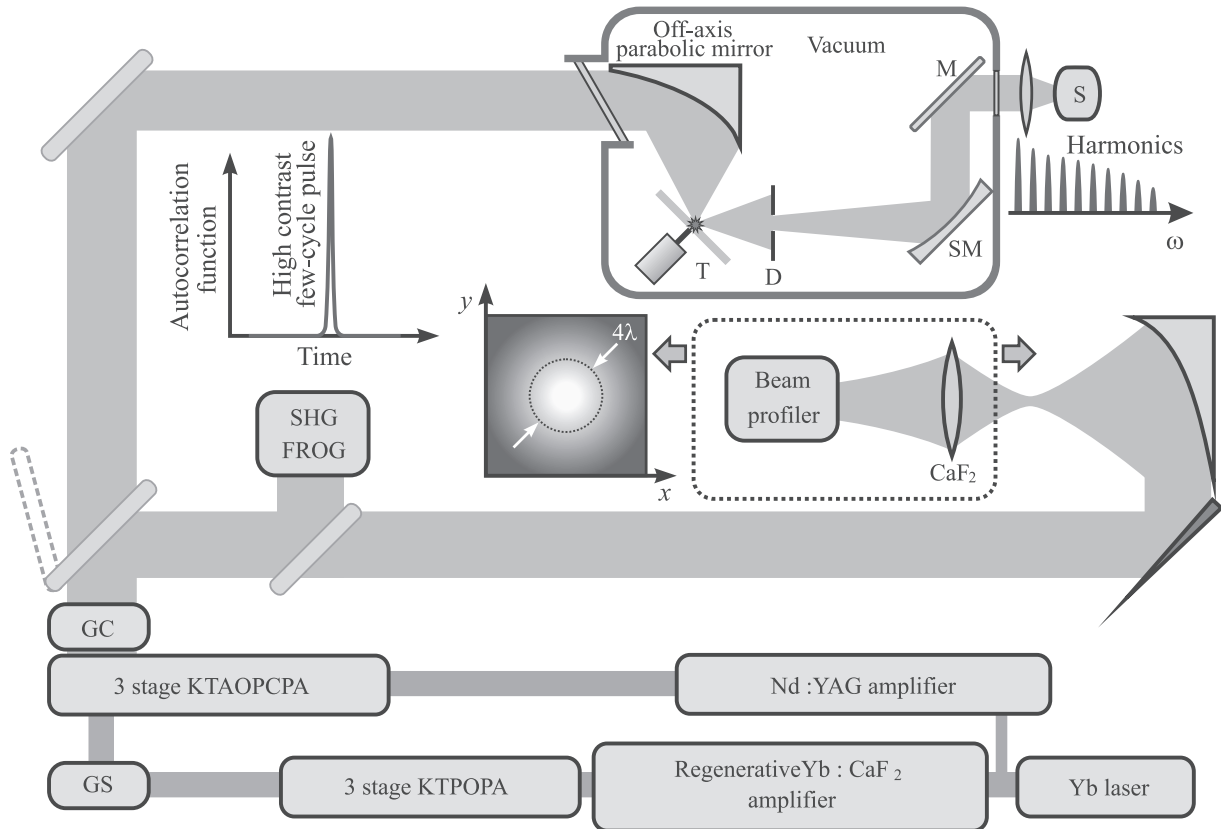 Off-axis
parabolic mirror
Vacuum
M
S
Harmonics
ω
SM
T
D
Autocorrelation
function
High contrast
few-cycle pulse
Time
y
4λ
x
Beam
profiler
CaF2
SHG
FROG
GC
3 stage KTAOPCPA
Nd :YAG amplifier
GS
3 stage KTPOPA
RegenerativeYb : CaF 2
amplifier
Yb laser